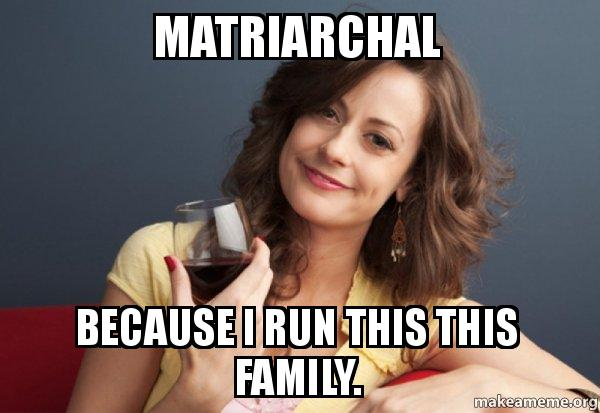 MATRIARCHAL
BECAUSE I RUN THIS THIS
FAMILY.
makeameme.org